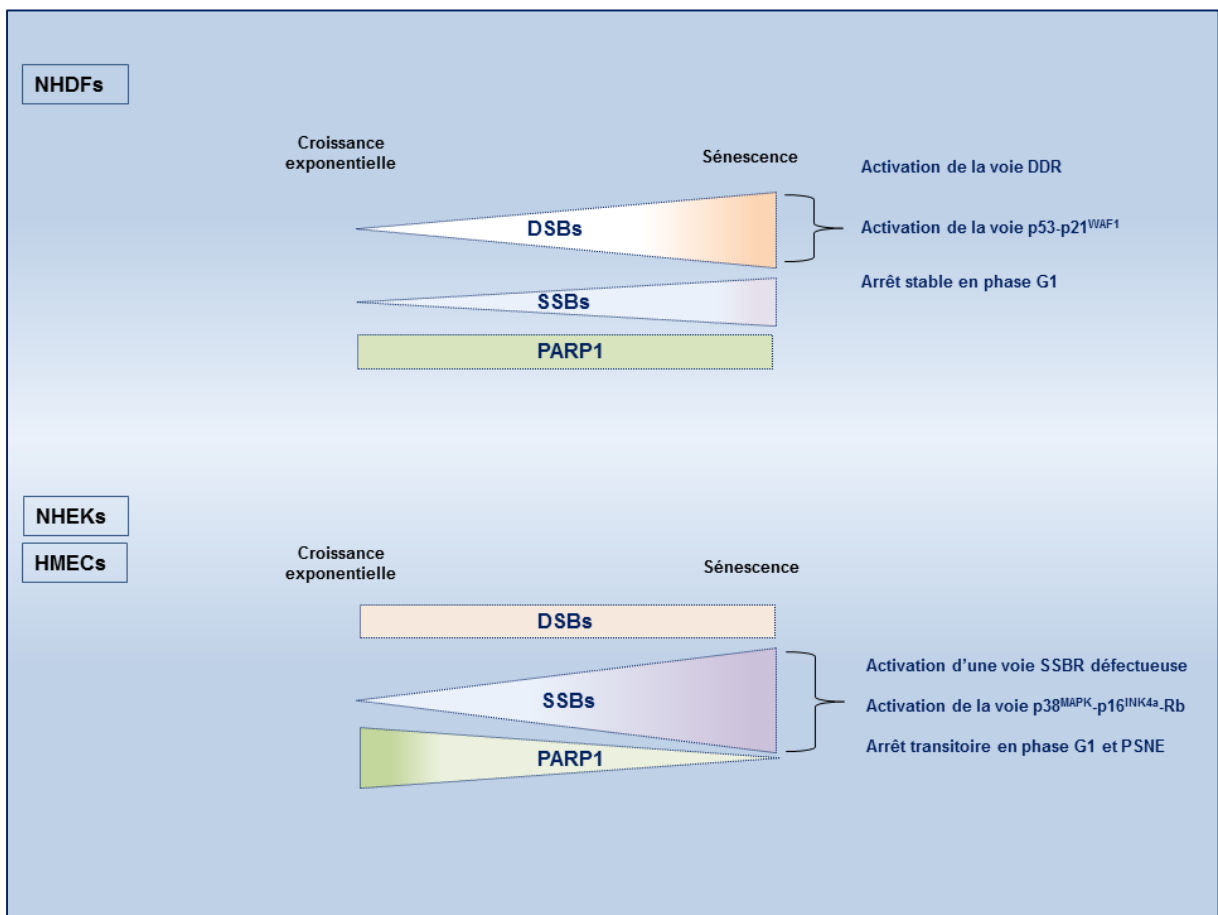 NHDFs
Croissance
exponentielle
Sénescence
Activation de la voie DDR
DSBs
Activation de la voie p53-p21WAF1
Arrêt stable en phase G1
SSBs
PARP1
NHEKs
HMECs
Croissance
exponentielle
Sénescence
DSBs
Activation d’une voie SSBR défectueuse
SSBs
Activation de la voie p38MAPK-p16INK4a-Rb
Arrêt transitoire en phase G1 et PSNE
PARP1